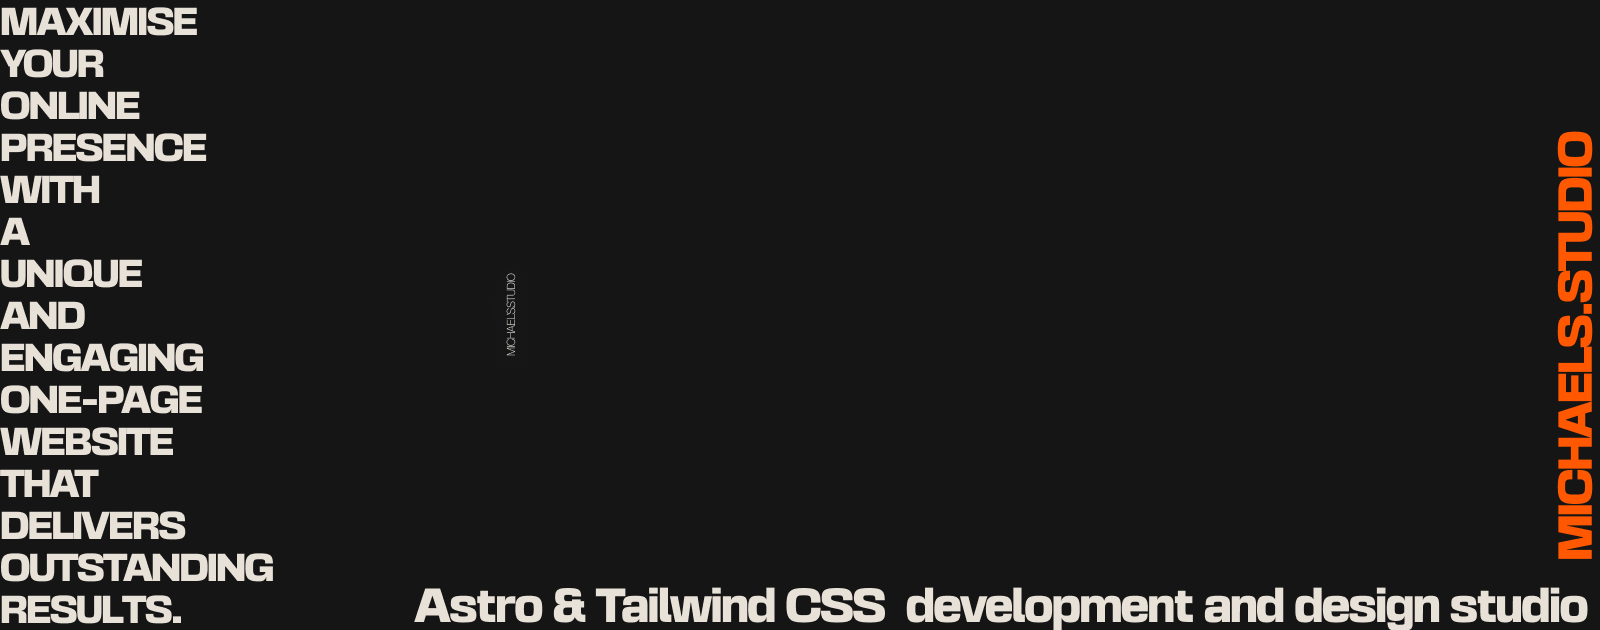 MAXIMISE
YOUR
ONLINE
PRESENCE
WITH
A
UNIQUE
AND
ENGAGING
ONE-PAGE
WEBSITE
THAT
DELIVERS
OUTSTANDING
RESULTS.
MICHAELS.STUDIO
MICHAELS.STUDIO
Astro & Tailwind CSS development and design studio